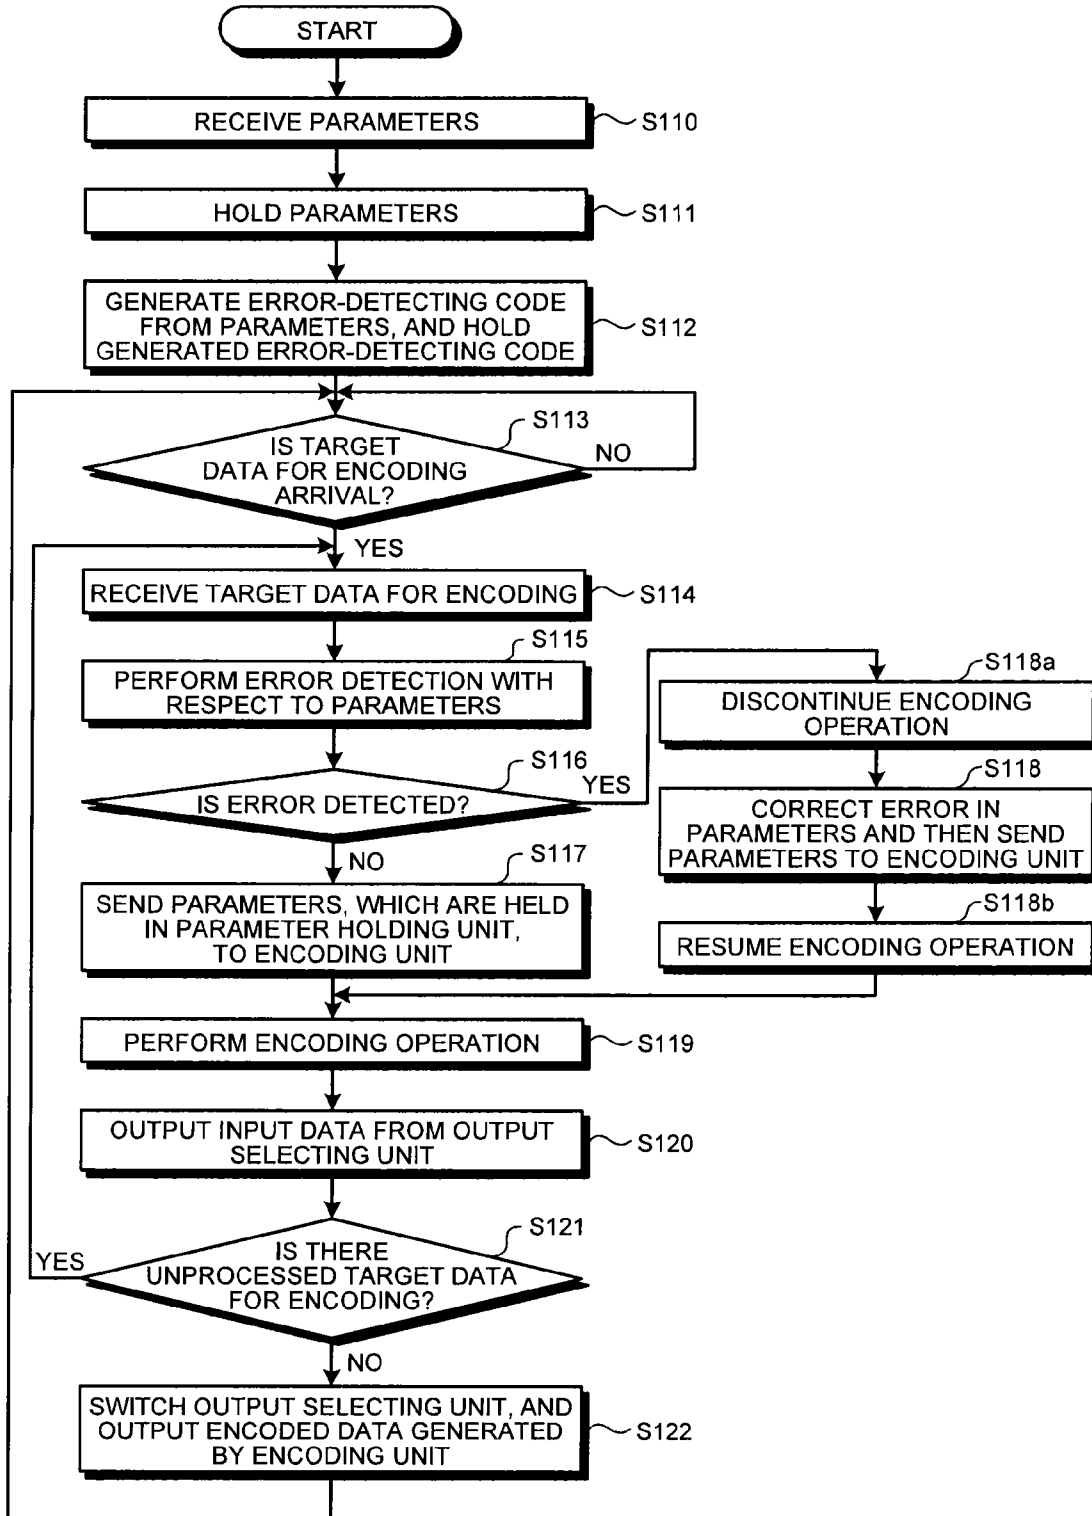 START
RECEIVE PARAMETERS
S110
HOLD PARAMETERS
S111
GENERATE ERROR-DETECTING CODE
FROM PARAMETERS, AND HOLD
GENERATED ERROR-DETECTING CODE
S112
S113
IS TARGET
DATA FOR ENCODING
ARRIVAL?
NO
YES
RECEIVE TARGET DATA FOR ENCODING
S114
S115
PERFORM ERROR DETECTION WITH
RESPECT TO PARAMETERS
S116
IS ERROR DETECTED?
YES
NO
S118a
DISCONTINUE ENCODING
OPERATION
S118
CORRECT ERROR IN
PARAMETERS AND THEN SEND
PARAMETERS TO ENCODING UNIT
S118b
RESUME ENCODING OPERATION
S117
SEND PARAMETERS, WHICH ARE HELD
IN PARAMETER HOLDING UNIT,
TO ENCODING UNIT
PERFORM ENCODING OPERATION
S119
OUTPUT INPUT DATA FROM OUTPUT
SELECTING UNIT
S120
S121
YES
IS THERE
UNPROCESSED TARGET DATA
FOR ENCODING?
NO
SWITCH OUTPUT SELECTING UNIT, AND
OUTPUT ENCODED DATA GENERATED
BY ENCODING UNIT
S122